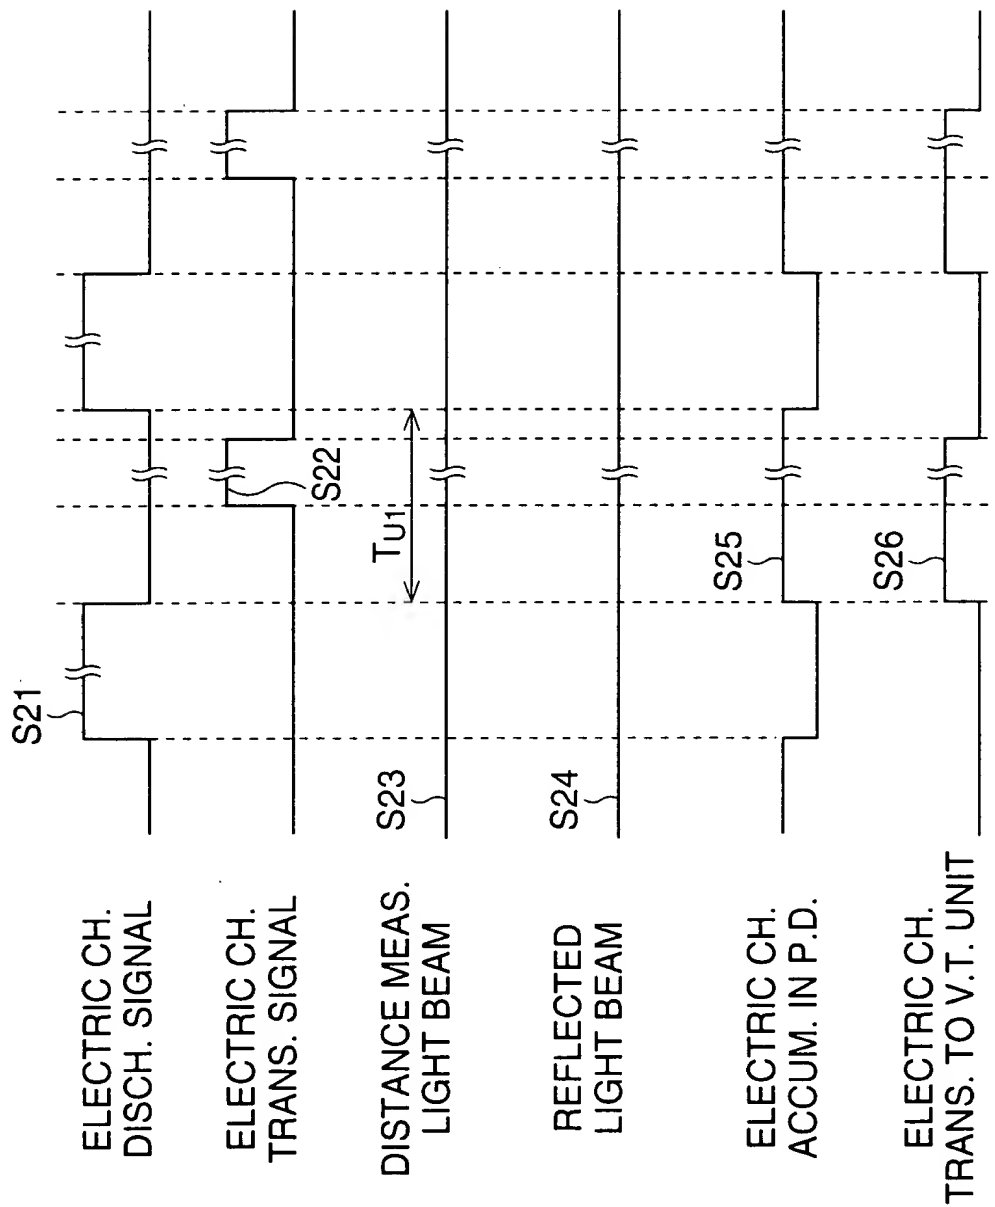 ELECTRIC CH.
DISCH. SIGNAL
S21
ELECTRIC CH.
TRANS. SIGNAL
S22
DISTANCE MEAS.
LIGHT BEAM
S23
TU1
REFLECTED
LIGHT BEAM
S24
ELECTRIC CH.
ACCUM. IN P.D.
S25
ELECTRIC CH.
TRANS. TO V.T. UNIT
S26